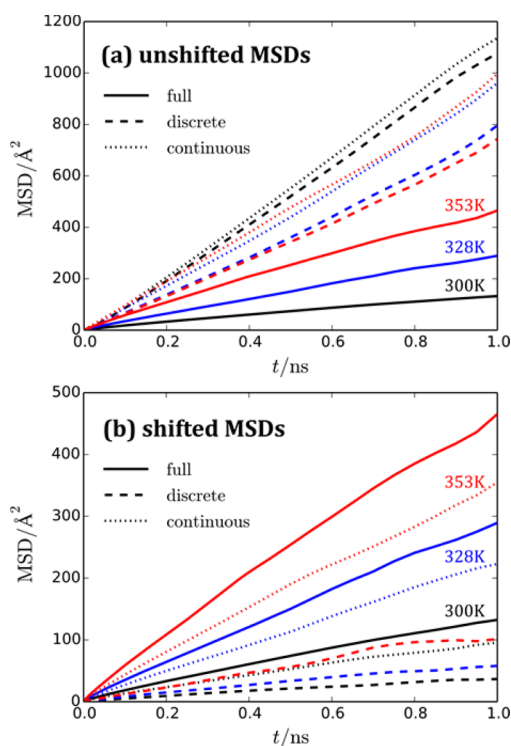 (a) unshifted MSDs
full
discrete
continuous
353K
328K
300K
MSD/Å²
1200
1000
800
600
400
200
0
0.0 0.2 0.4 0.6 0.8 1.0
t/ns
(b) shifted MSDs
full
discrete
continuous
353K
328K
300K
MSD/Å²
500
400
300
200
100
0
0.0 0.2 0.4 0.6 0.8 1.0
t/ns